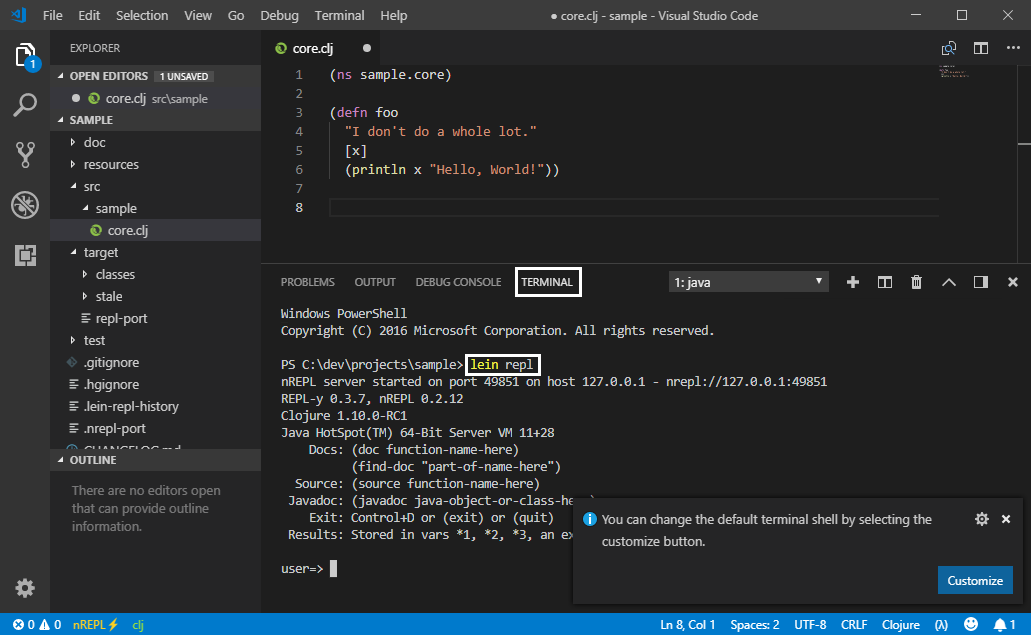 File Edit Selection View Go Debug Terminal Help
● core.clj - sample - Visual Studio Code
1
EXPLORER
OPEN EDITORS 1 UNSAVED
core.clj src\sample
SAMPLE
doc
resources
src
sample
core.clj
target
classes
stale
repl-port
test
.gitignore
.hgignore
.lein-repl-history
.nrepl-port
CHANGELOG.md
OUTLINE
There are no editors open
that can provide outline
information.
core.clj
1 (ns sample.core)
2
3 (defn foo
4 "I don't do a whole lot."
5 [x]
6 (println x "Hello, World!"))
7
8
PROBLEMS OUTPUT DEBUG CONSOLE TERMINAL 1: java
Windows PowerShell
Copyright (C) 2016 Microsoft Corporation. All rights reserved.
PS C:\dev\projects\sample> lein repl
nREPL server started on port 49851 on host 127.0.0.1 - nrepl://127.0.0.1:49851
REPL-y 0.3.7, nREPL 0.2.12
Clojure 1.10.0-RC1
Java HotSpot(TM) 64-Bit Server VM 11+28
Docs: (doc function-name-here)
(find-doc "part-of-name-here")
Source: (source function-name-here)
Javadoc: (javadoc java-object-or-class-he
Exit: Control+D or (exit) or (quit)
Results: Stored in vars *1, *2, *3, an ex
user=>
You can change the default terminal shell by selecting the
customize button.
Customize
0 0 nREPL⚡ clj Ln 8, Col 1 Spaces: 2 UTF-8 CRLF Clojure (λ) 1